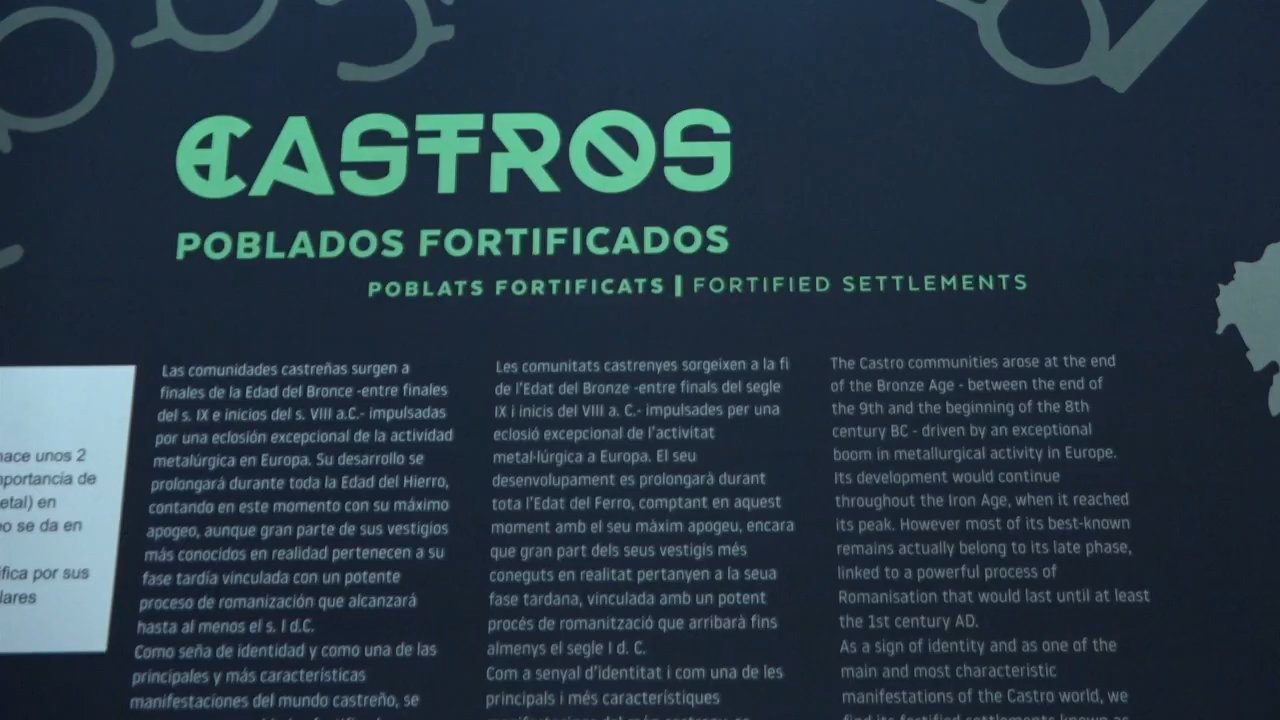 CASTROS
POBLADOS FORTIFICADOS
POBLATS FORTIFICATS | FORTIFIED SETTLEMENTS
hace unos 2
portancia de
etal) en
o se da en
ifica por sus
lares
Las comunidades castreñas surgen a
finales de la Edad del Bronce -entre finales
del s. IX e inicios del s. VIII a.C.- impulsadas
por una eclosión excepcional de la actividad
metalúrgica en Europa. Su desarrollo se
prolongará durante toda la Edad del Hierro,
contando en este momento con su máximo
apogeo, aunque gran parte de sus vestigios
más conocidos en realidad pertenecen a su
fase tardía vinculada con un potente
proceso de romanización que alcanzará
hasta al menos el s. I d.C.
Como seña de identidad y como una de las
principales y más características
manifestaciones del mundo castreño, se
Les comunitats castrenyes sorgeixen a la fi
de l'Edat del Bronze -entre finals del segle
IX i inicis del VIII a. C.- impulsades per una
eclosió excepcional de l'activitat
metal·lúrgica a Europa. El seu
desenvolupament es prolongarà durant
tota l'Edat del Ferro, comptant en aquest
moment amb el seu màxim apogeu, encara
que gran part dels seus vestigis més
coneguts en realitat pertanyen a la seua
fase tardana, vinculada amb un potent
procés de romanització que arribarà fins
almenys el segle I d. C.
Com a senyal d'identitat i com una de les
principals i més característiques
The Castro communities arose at the end
of the Bronze Age - between the end of
the 9th and the beginning of the 8th
century BC - driven by an exceptional
boom in metallurgical activity in Europe.
Its development would continue
throughout the Iron Age, when it reached
its peak. However most of its best-known
remains actually belong to its late phase,
linked to a powerful process of
Romanisation that would last until at least
the 1st century AD.
As a sign of identity and as one of the
main and most characteristic
manifestations of the Castro world, we
find its fortified settlements known as